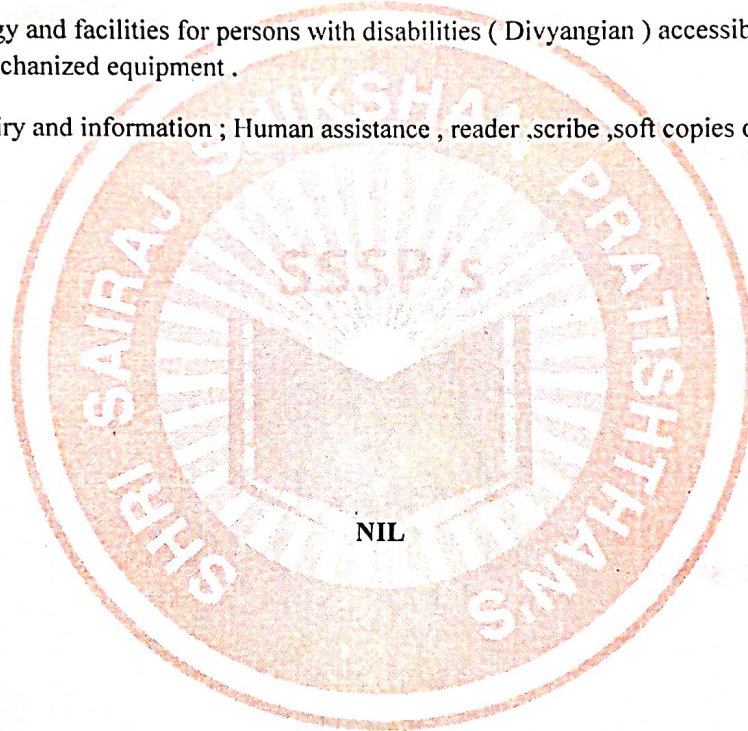 gy and facilities for persons with disabilities ( Divyangian ) accessib
chanized equipment .
iry and information ; Human assistance , reader .scribe ,soft copies
SHRI SAIRAJ SHIKSHAN PRATISHTHAN'S
SSSP's
NIL